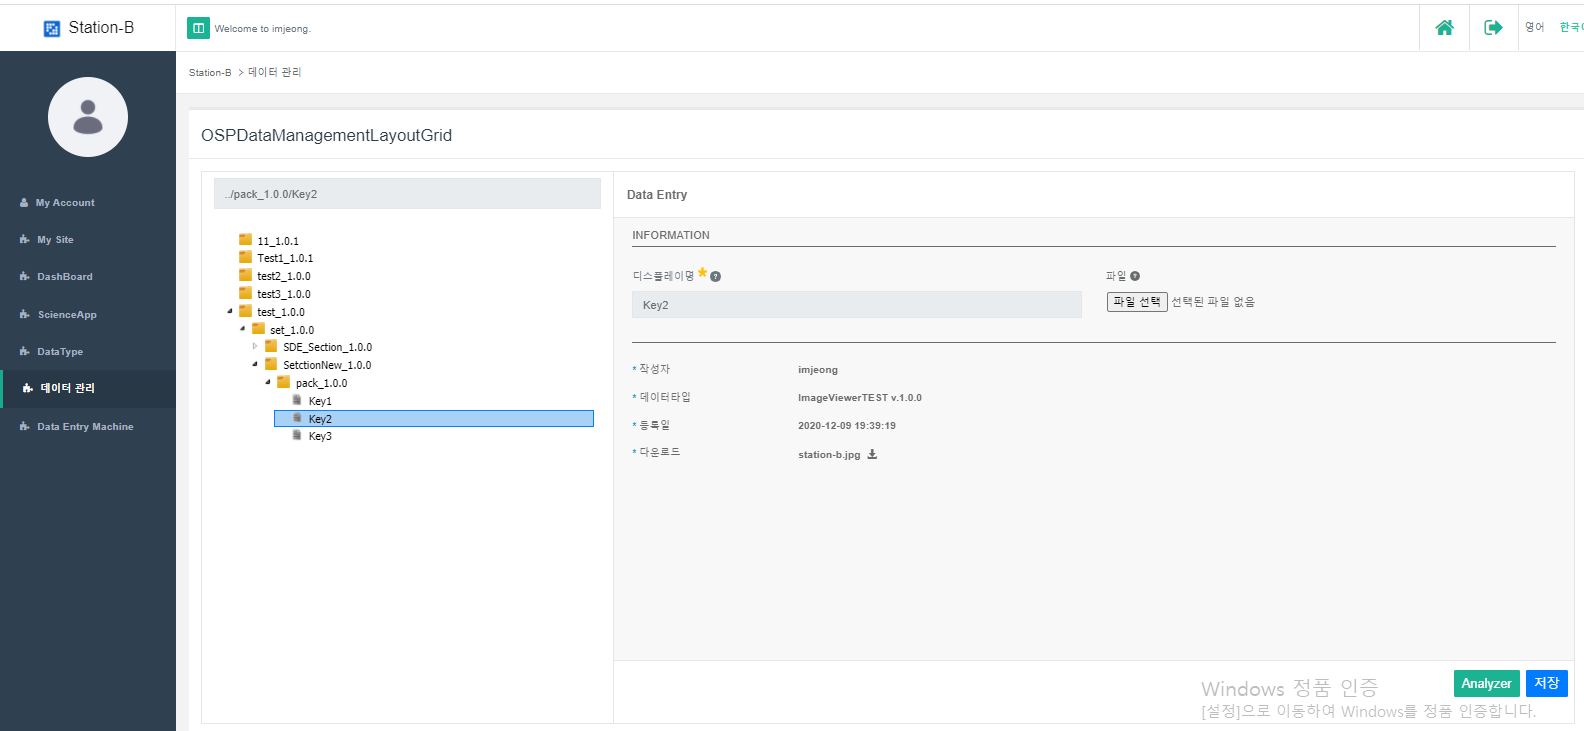 Station-B
Welcome to imjeong.
영어 한국어
Station-B > 데이터 관리
OSPDataManagementLayoutGrid
My Account
My Site
DashBoard
ScienceApp
DataType
데이터 관리
Data Entry Machine
../pack_1.0.0/Key2
11_1.0.1
Test1_1.0.1
test2_1.0.0
test3_1.0.0
test_1.0.0
set_1.0.0
SDE_Section_1.0.0
SetctionNew_1.0.0
pack_1.0.0
Key1
Key2
Key3
Data Entry
INFORMATION
디스플레이명
파일
Key2
파일 선택 선택된 파일 없음
* 작성자 imjeong
* 데이터타입 ImageViewerTEST v.1.0.0
* 등록일 2020-12-09 19:39:19
* 다운로드 station-b.jpg
Analyzer 저장
Windows 정품 인증
[설정]으로 이동하여 Windows를 정품 인증합니다.